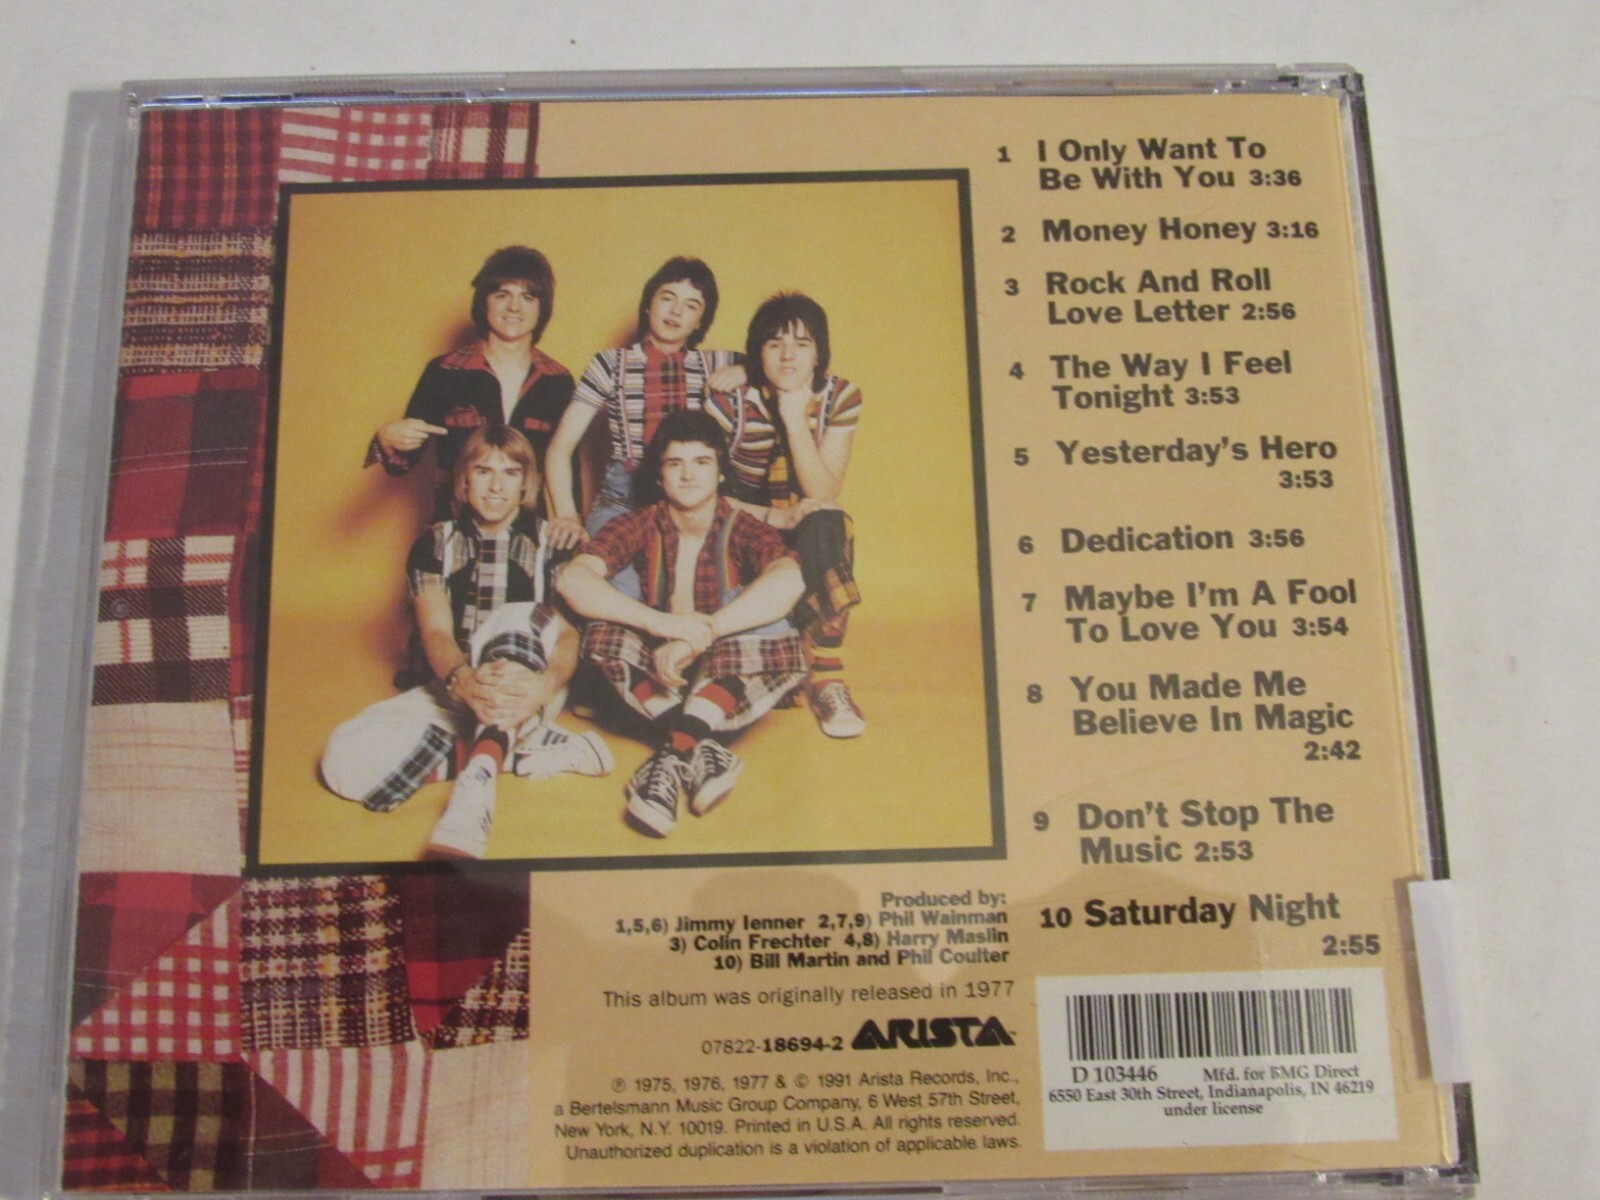 1 I Only Want To
Be With You 3:36
2 Money Honey 3:16
3 Rock And Roll
Love Letter 2:56
4 The Way I Feel
Tonight 3:53
5 Yesterday's Hero
3:53
6 Dedication 3:56
7 Maybe I'm A Fool
To Love You 3:54
8 You Made Me
Believe In Magic
2:42
9 Don't Stop The
Music 2:53
10 Saturday Night
2:55
Produced by:
1,5,6) Jimmy Ienner 2,7,9) Phil Wainman
3) Colin Frechter 4,8) Harry Maslin
10) Bill Martin and Phil Coulter
This album was originally released in 1977
07822-18694-2 ARISTA
℗ 1975, 1976, 1977 & © 1991 Arista Records, Inc.,
a Bertelsmann Music Group Company, 6 West 57th Street,
New York, N.Y. 10019. Printed in U.S.A. All rights reserved.
Unauthorized duplication is a violation of applicable laws.
D 103446 Mfd. for BMG Direct
6550 East 30th Street, Indianapolis, IN 46219
under license